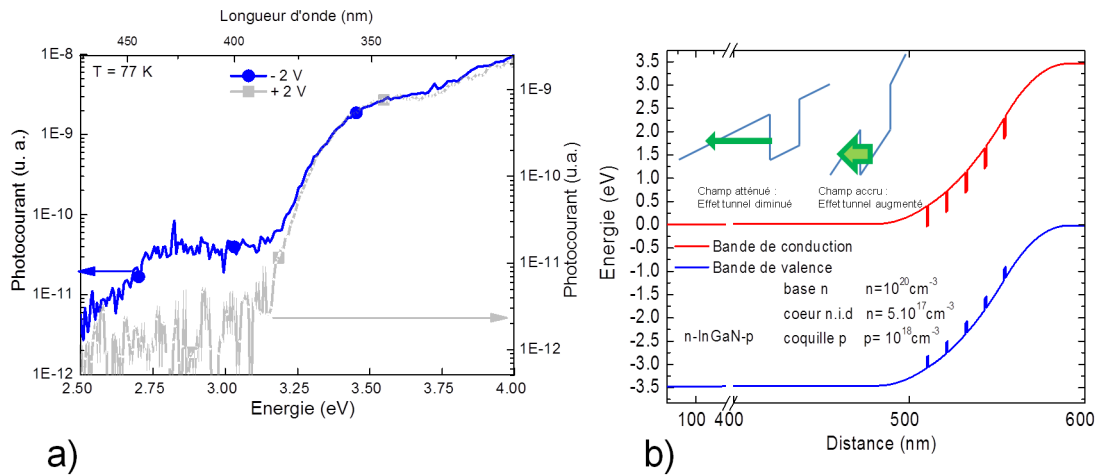 Longueur d'onde (nm)
450 400 350
1E-8
1E-9
1E-10
1E-11
1E-12
Photocourant (u. a.)
T = 77 K
- 2 V
+ 2 V
1E-9
1E-10
1E-11
1E-12
Photocourant (u.a.)
2.50 2.75 3.00 3.25 3.50 3.75 4.00
Energie (eV)
a)
3.5
3.0
2.5
2.0
1.5
1.0
0.5
0.0
-0.5
-1.0
-1.5
-2.0
-2.5
-3.0
-3.5
Energie (eV)
Champ atténué :
Effet tunnel diminué
Champ accru :
Effet tunnel augmenté
Bande de conduction
Bande de valence
base n n=10²⁰cm⁻³
coeur n.i.d n= 5.10¹⁷cm⁻³
n-InGaN-p coquille p p= 10¹⁸cm⁻³
100 400 500 600
Distance (nm)
b)